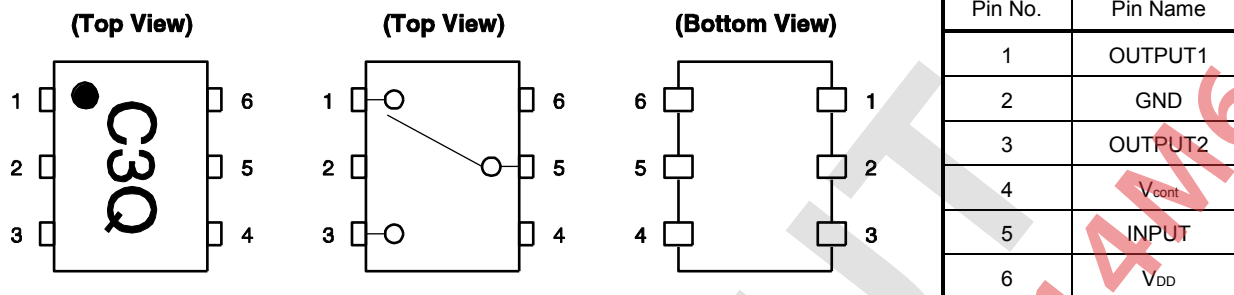 (Top View)
C3Q
1
2
3
6
5
4
(Top View)
1
2
3
6
5
4
(Bottom View)
6
5
4
1
2
3
Pin No. Pin Name
1 OUTPUT1
2 GND
3 OUTPUT2
4 Vcont
5 INPUT
6 VDD